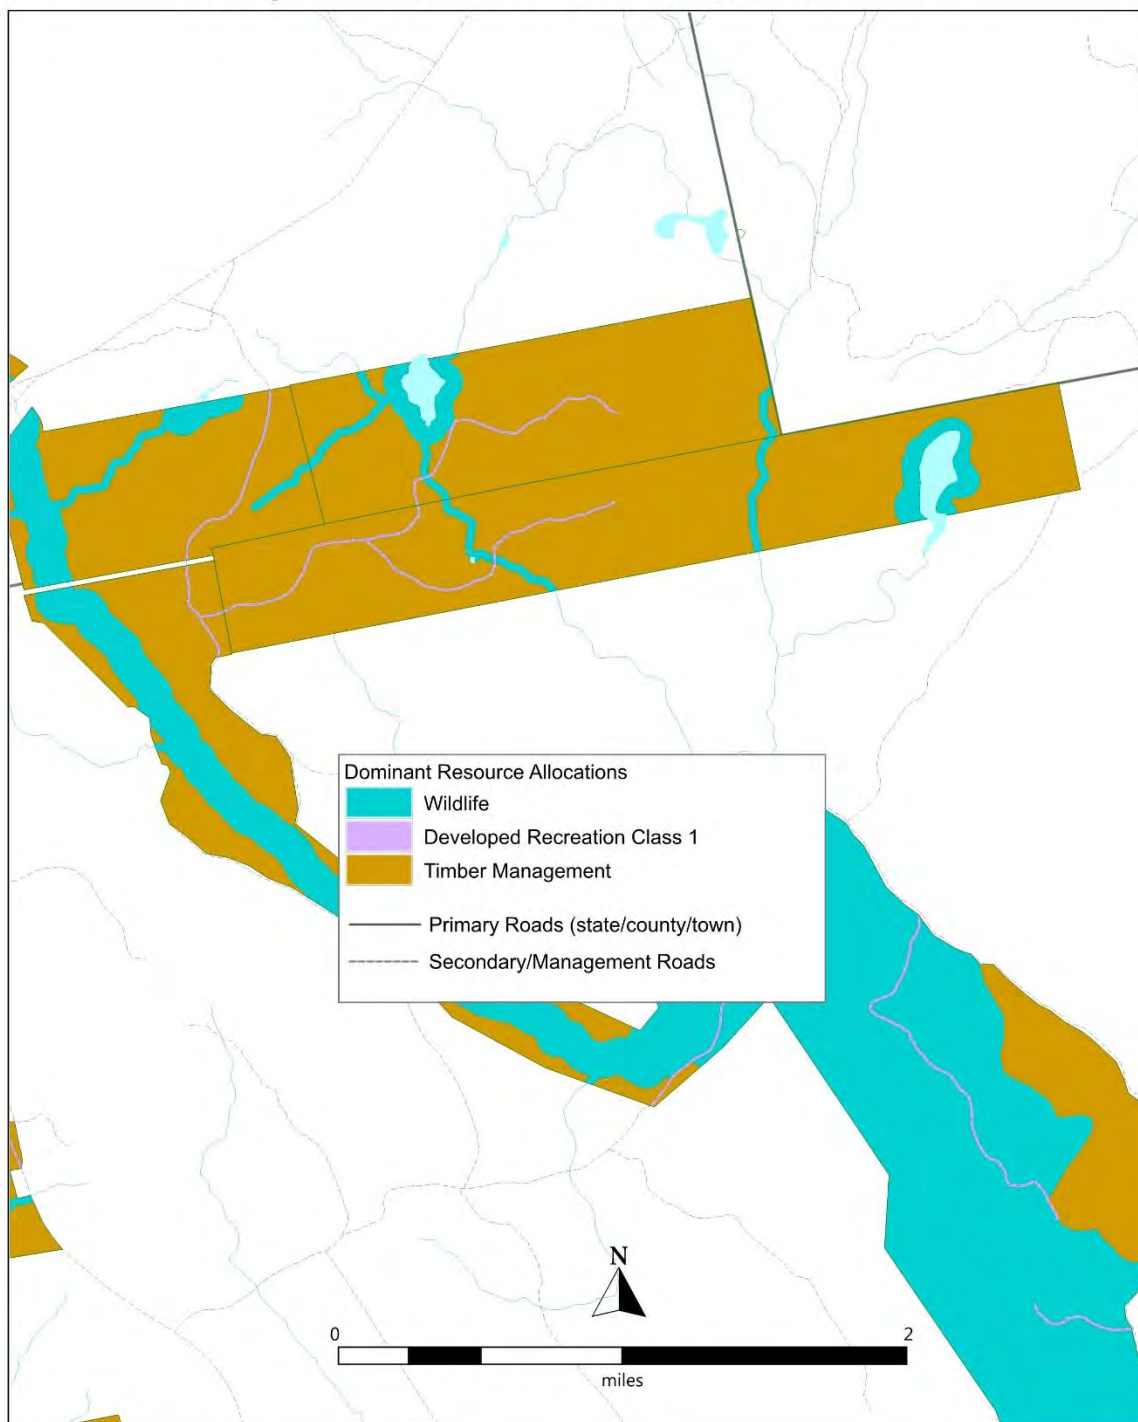 Dominant Resource Allocations
Wildlife
Developed Recreation Class 1
Timber Management
Primary Roads (state/county/town)
Secondary/Management Roads
N
0 2
miles